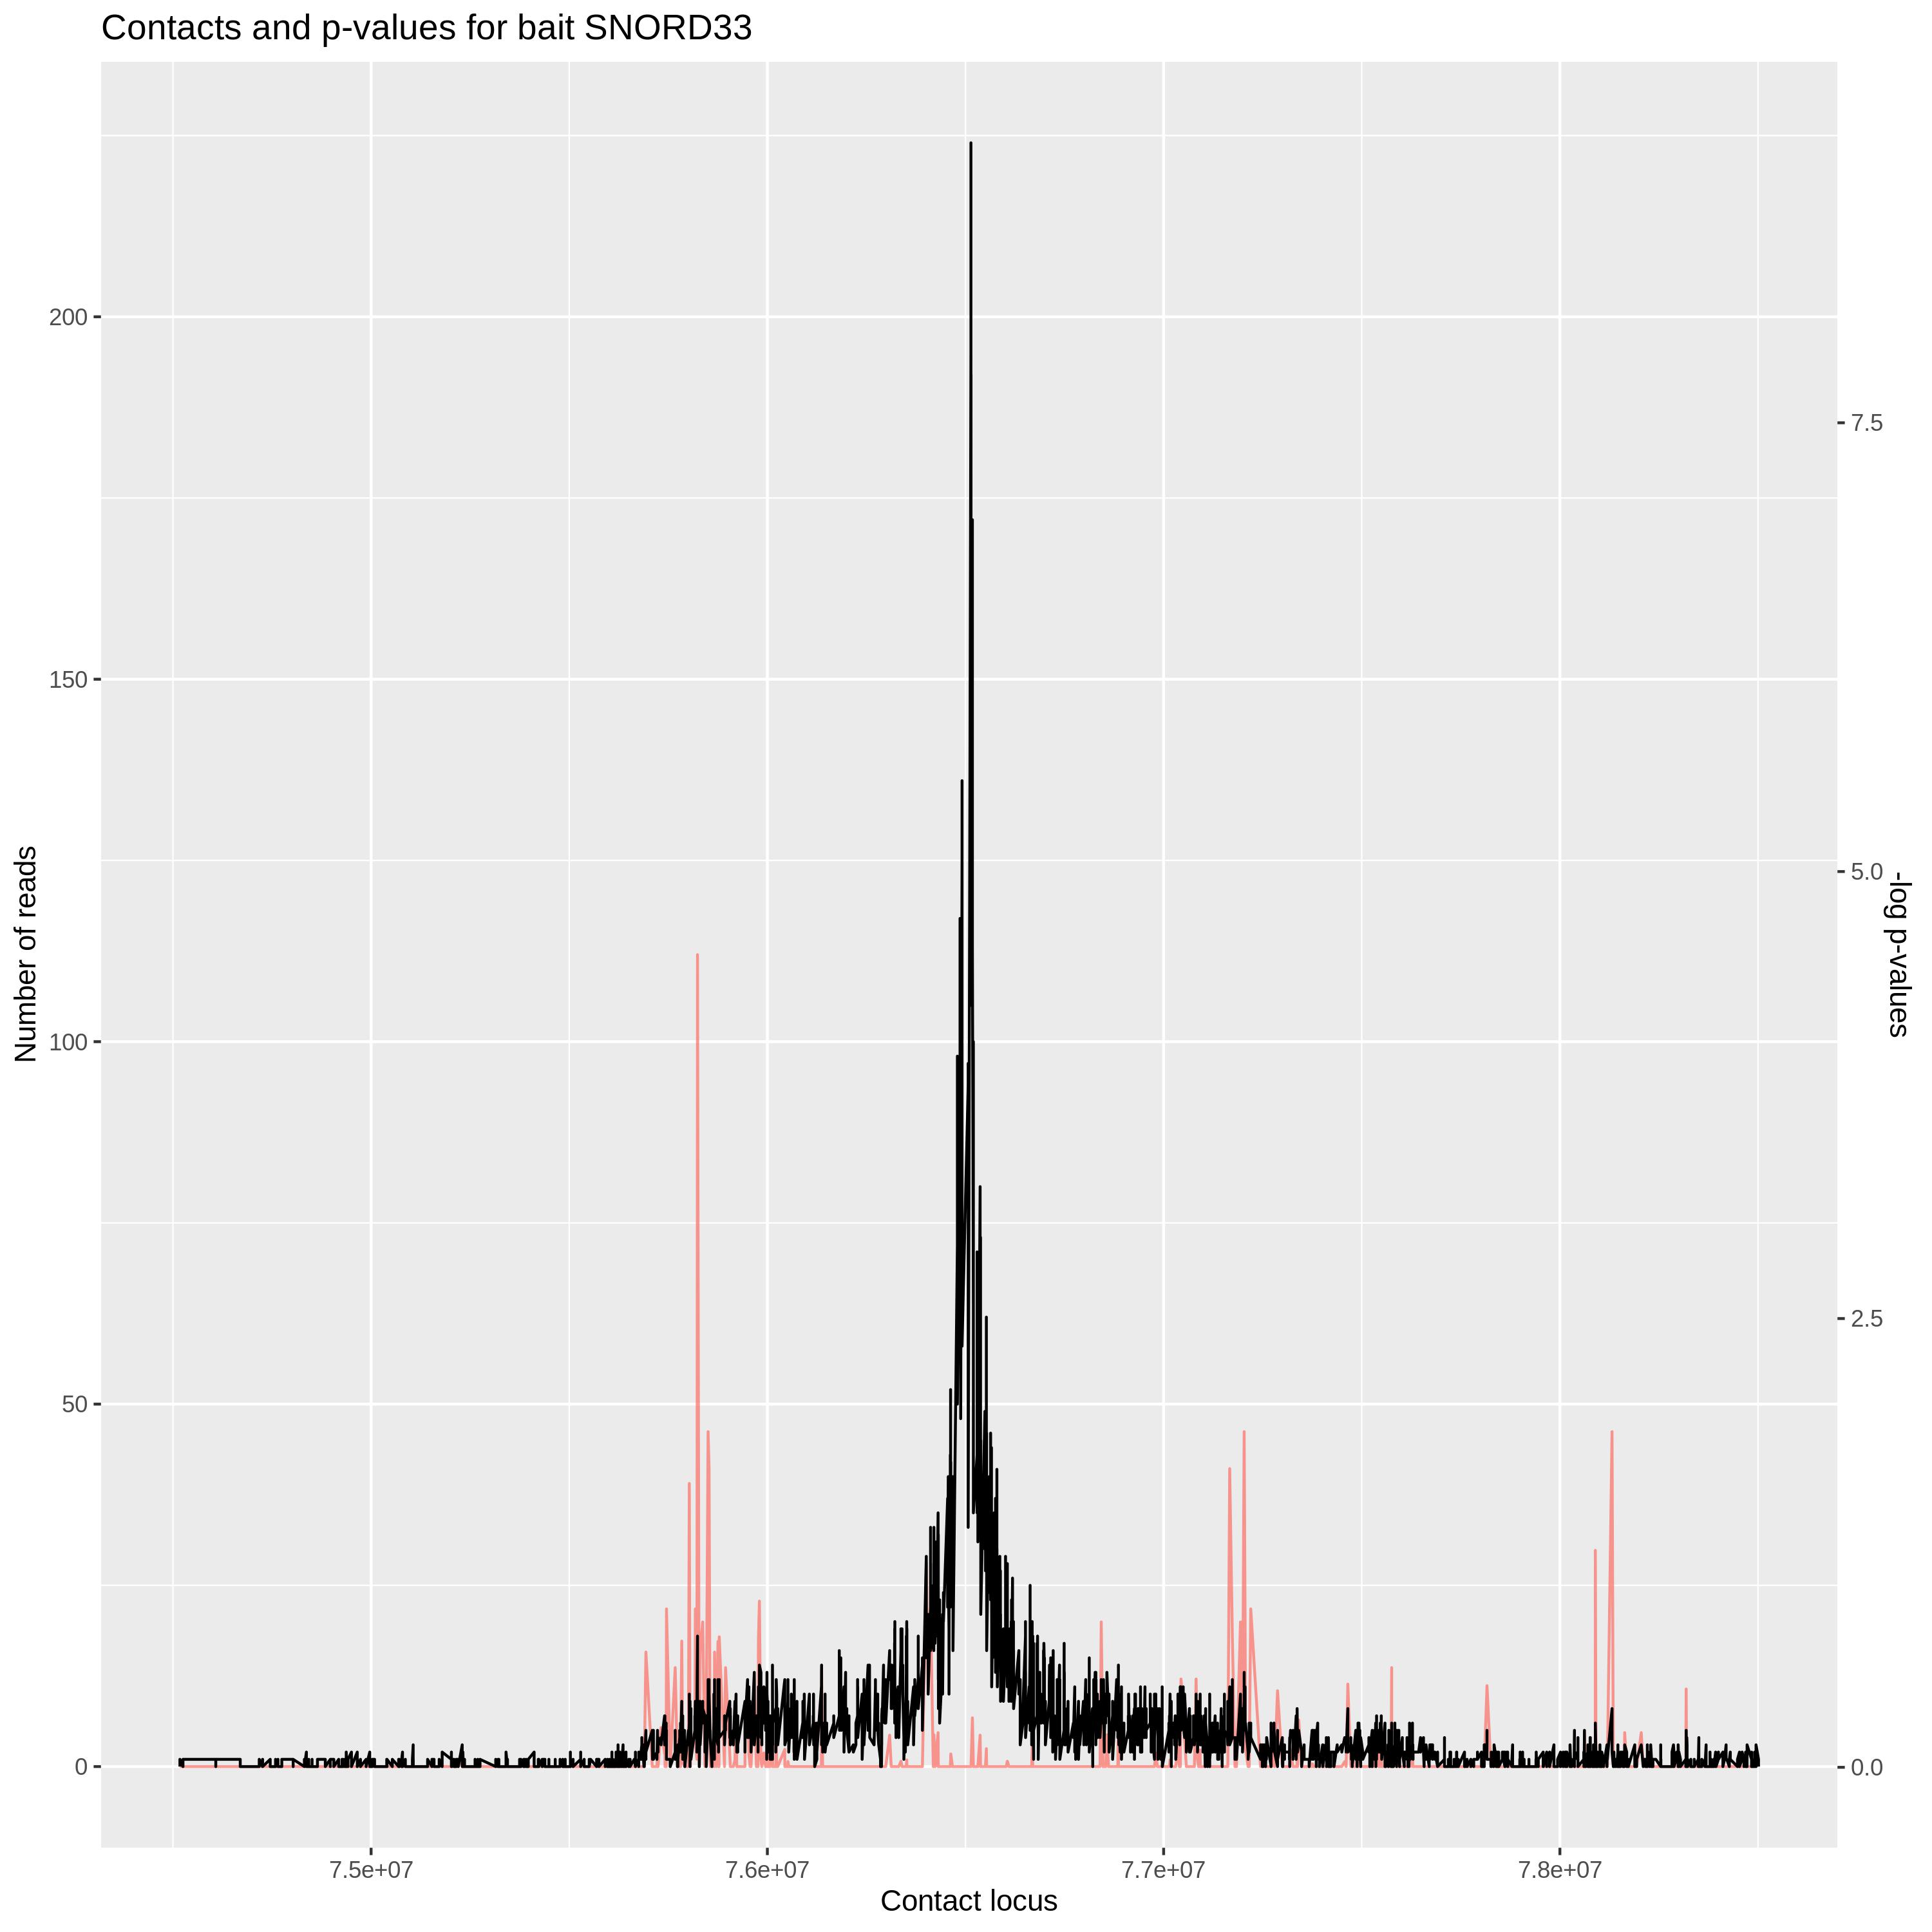 Contacts and p-values for bait SNORD33
200
150
100
50
0
Number of reads
7.5
5.0
2.5
0.0
-log p-values
7.5e+07
7.6e+07
7.7e+07
7.8e+07
Contact locus